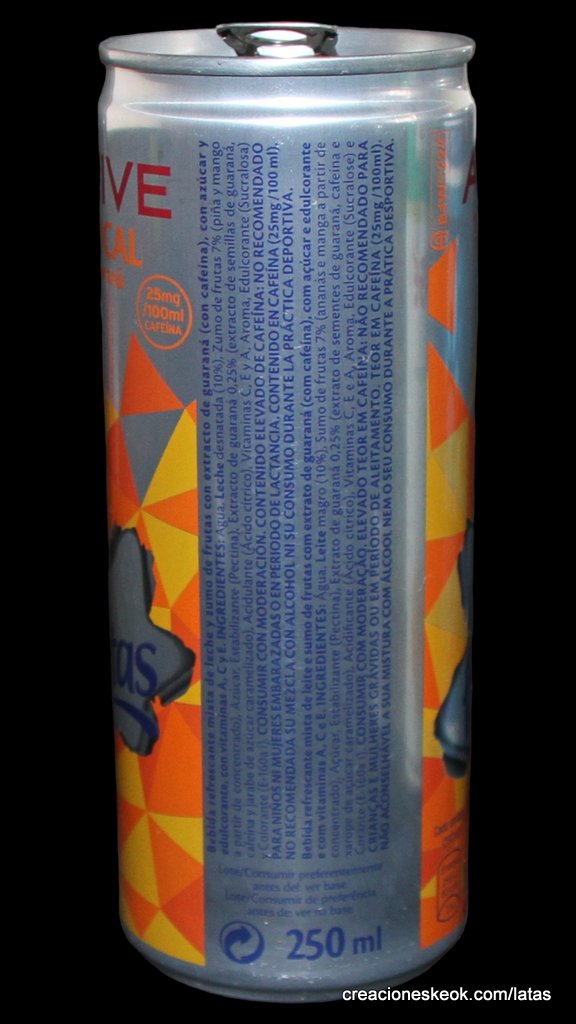 IVE
CAL
25mg
/100ml
CAFEÍNA
as
A
DANONE
Bebida refrescante mixta de leche y zumo de frutas con extracto de guaraná (con cafeína), con azúcar y
edulcorante, con vitaminas A, C y E. INGREDIENTES: Agua, Leche desnatada (10%), Zumo de frutas 7% (piña y mango
a partir de concentrado), Azúcar, Estabilizante (Pectina), Extracto de guaraná 0,25% (extracto de semillas de guaraná,
cafeína y jarabe de azúcar caramelizado), Acidulante (Ácido cítrico), Vitaminas C, E y A, Aroma, Edulcorante (Sucralosa)
y Colorante (E-160a ). CONSUMIR CON MODERACIÓN. CONTENIDO ELEVADO DE CAFEÍNA: NO RECOMENDADO
PARA NIÑOS NI MUJERES EMBARAZADAS O EN PERIODO DE LACTANCIA. CONTENIDO EN CAFEÍNA (25mg/100 ml).
NO RECOMENDADA SU MEZCLA CON ALCOHOL NI SU CONSUMO DURANTE LA PRÁCTICA DEPORTIVA.
Bebida refrescante mista de leite e sumo de frutas com extrato de guaraná (com cafeína), com açúcar e edulcorante
e com vitaminas A, C e E. INGREDIENTES: Água, Leite magro (10%), Sumo de frutas 7% (ananás e manga a partir de
concentrado), Açúcar, Estabilizante (Pectina), Extrato de guaraná 0,25% (extrato de sementes de guaraná, cafeína e
xarope de açúcar caramelizado), Acidificante (Ácido cítrico), Vitaminas C, E e A, Aroma, Edulcorante (Sucralose) e
Corante (E-160a ). CONSUMIR COM MODERAÇÃO, ELEVADO TEOR EM CAFEÍNA: NÃO RECOMENDADO PARA
CRIANÇAS E MULHERES GRÁVIDAS OU EM PERÍODO DE ALEITAMENTO. TEOR EM CAFEÍNA (25mg/100ml).
NÃO ACONSELHÁVEL A SUA MISTURA COM ÁLCOOL NEM O SEU CONSUMO DURANTE A PRÁTICA DESPORTIVA.
Lote/Consumir preferentemente
antes del: ver base
Lote/Consumir de preferência
antes de: ver na base
250 ml
creacioneskeok.com/latas